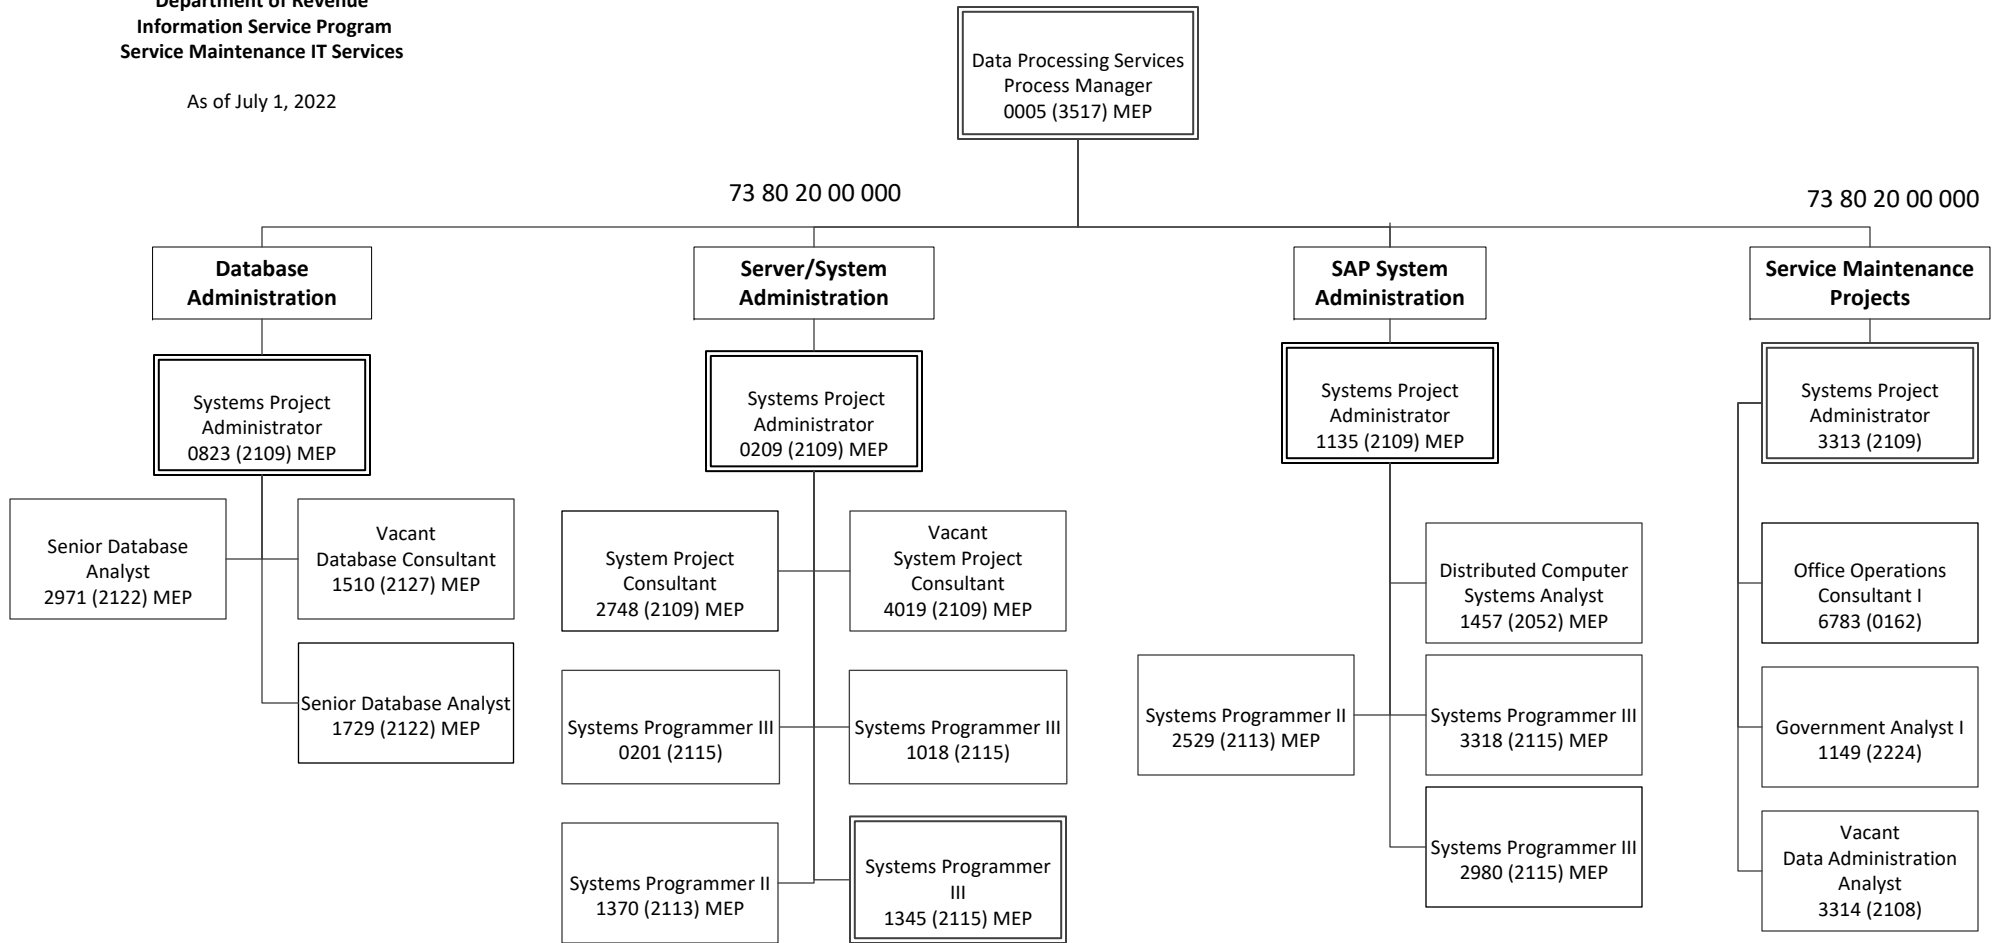 Department of Revenue
Information Service Program
Service Maintenance IT Services
As of July 1, 2022
Data Processing Services
Process Manager
0005 (3517) MEP
73 80 20 00 000
73 80 20 00 000
Database
Administration
Systems Project
Administrator
0823 (2109) MEP
Senior Database
Analyst
2971 (2122) MEP
Vacant
Database Consultant
1510 (2127) MEP
Senior Database Analyst
1729 (2122) MEP
Server/System
Administration
Systems Project
Administrator
0209 (2109) MEP
System Project
Consultant
2748 (2109) MEP
Vacant
System Project
Consultant
4019 (2109) MEP
Systems Programmer III
0201 (2115)
Systems Programmer III
1018 (2115)
Systems Programmer II
1370 (2113) MEP
Systems Programmer
III
1345 (2115) MEP
SAP System
Administration
Systems Project
Administrator
1135 (2109) MEP
Distributed Computer
Systems Analyst
1457 (2052) MEP
Systems Programmer II
2529 (2113) MEP
Systems Programmer III
3318 (2115) MEP
Systems Programmer III
2980 (2115) MEP
Service Maintenance
Projects
Systems Project
Administrator
3313 (2109)
Office Operations
Consultant I
6783 (0162)
Government Analyst I
1149 (2224)
Vacant
Data Administration
Analyst
3314 (2108)